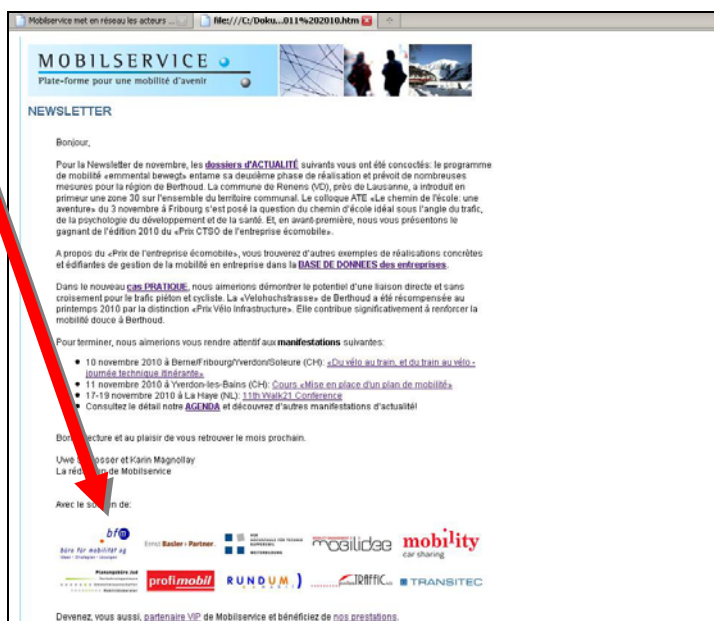 Mobilservice met en réseau les acteurs ...
file:///C:/Doku...011%202010.htm
MOBILSERVICE
Plate-forme pour une mobilité d'avenir
NEWSLETTER
Bonjour,
Pour la Newsletter de novembre, les dossiers d'ACTUALITÉ suivants vous ont été concoctés: le programme
de mobilité «emmental bewegt» entame sa deuxième phase de réalisation et prévoit de nombreuses
mesures pour la région de Berthoud. La commune de Renens (VD), près de Lausanne, a introduit en
primeur une zone 30 sur l'ensemble du territoire communal. Le colloque ATE «Le chemin de l'école: une
aventure» du 3 novembre à Fribourg s'est posé la question du chemin d'école idéal sous l'angle du trafic,
de la psychologie du développement et de la santé. Et, en avant-première, nous vous présentons le
gagnant de l'édition 2010 du «Prix CTSO de l'entreprise écomobile».
A propos du «Prix de l'entreprise écomobile», vous trouverez d'autres exemples de réalisations concrètes
et édifiantes de gestion de la mobilité en entreprise dans la BASE DE DONNEES des entreprises.
Dans le nouveau cas PRATIQUE, nous aimerions démontrer le potentiel d'une liaison directe et sans
croisement pour le trafic piéton et cycliste. La «Velohochstrasse» de Berthoud a été récompensée au
printemps 2010 par la distinction «Prix Vélo Infrastructure». Elle contribue significativement à renforcer la
mobilité douce à Berthoud.
Pour terminer, nous aimerions vous rendre attentif aux manifestations suivantes:
• 10 novembre 2010 à Berne/Fribourg/Yverdon/Soleure (CH): «Du vélo au train, et du train au vélo -
journée technique itinérante»
• 11 novembre 2010 à Yverdon-les-Bains (CH): Cours «Mise en place d'un plan de mobilité»
• 17-19 novembre 2010 à La Haye (NL): 11th Walk21 Conference
• Consultez le détail notre AGENDA et découvrez d'autres manifestations d'actualité!
Bon ecture et au plaisir de vous retrouver le mois prochain.
Uwe osser et Karin Magnollay
La réd n de Mobilservice
Avec le so en de:
bfm
büro für mobilität ag
Ernst Basler + Partner
mobilidée
mobility
car sharing
Planungsbüro Jud
profimobil
RUNDUM mobil
TRAFFIC
TRANSITEC
Devenez, vous aussi, partenaire VIP de Mobilservice et bénéficiez de nos prestations.